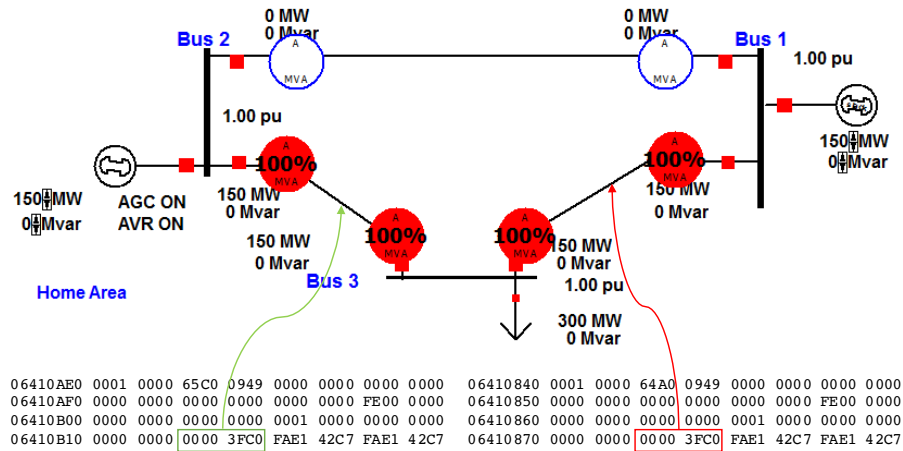 0 MW
0 Mvar
0 MW
0 Mvar
Bus 2
A
MVA
A
MVA
Bus 1
1.00 pu
1.00 pu
A
100%
MVA
A
100%
MVA
150 MW
0 Mvar
150 MW
0 Mvar
150 MW
0 Mvar
AGC ON
AVR ON
150 MW
0 Mvar
A
100%
MVA
A
100%
MVA
150 MW
0 Mvar
150 MW
0 Mvar
Bus 3
1.00 pu
Home Area
300 MW
0 Mvar
06410AE0 0001 0000 65C0 0949 0000 0000 0000 0000
06410AF0 0000 0000 0000 0000 0000 0000 FE00 0000
06410B00 0000 0000 0000 0000 0001 0000 0000 0000
06410B10 0000 0000 0000 3FC0 FAE1 42C7 FAE1 42C7
06410840 0001 0000 64A0 0949 0000 0000 0000 0000
06410850 0000 0000 0000 0000 0000 0000 FE00 0000
06410860 0000 0000 0000 0000 0001 0000 0000 0000
06410870 0000 0000 0000 3FC0 FAE1 42C7 FAE1 42C7